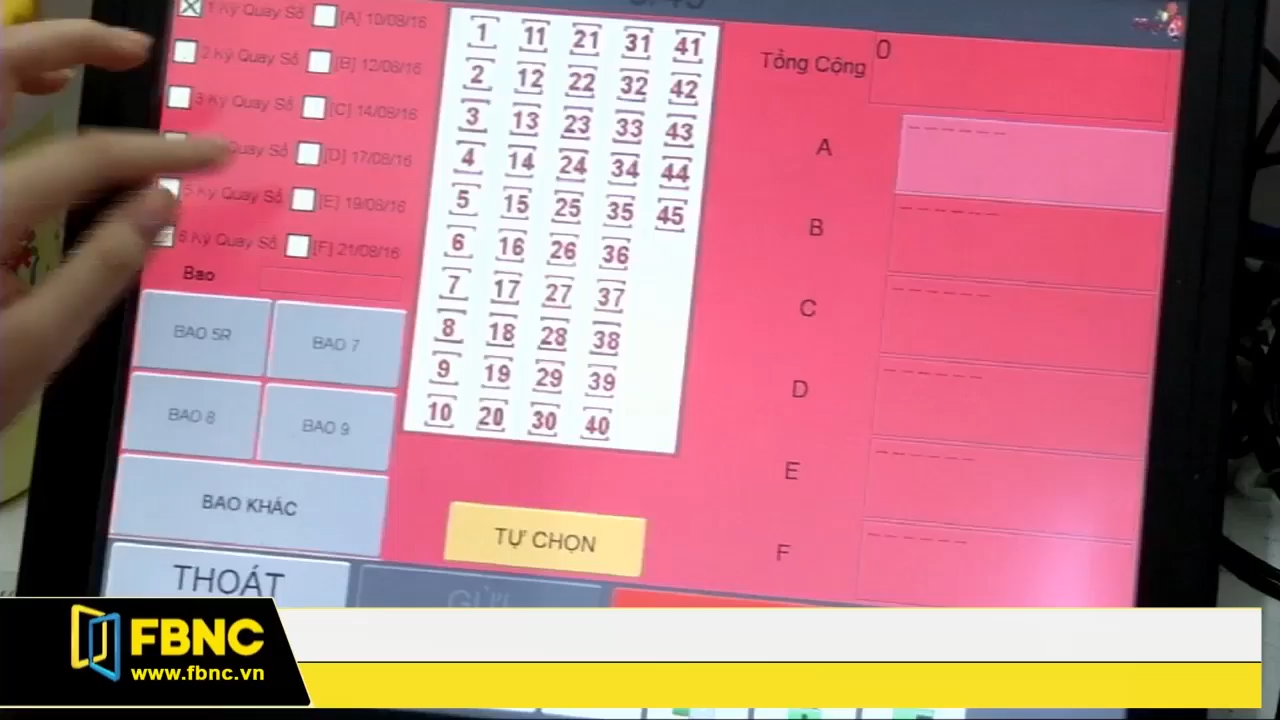 1 Kỳ Quay Số [A] 10/08/16
2 Kỳ Quay Số [B] 12/08/16
3 Kỳ Quay Số [C] 14/08/16
Quay Số [D] 17/08/16
5 Kỳ Quay Số [E] 19/08/16
6 Kỳ Quay Số [F] 21/08/16
Bao
BAO 5R BAO 7
BAO 8 BAO 9
BAO KHÁC
THOÁT
[1] [11] [21] [31] [41]
[2] [12] [22] [32] [42]
[3] [13] [23] [33] [43]
[4] [14] [24] [34] [44]
[5] [15] [25] [35] [45]
[6] [16] [26] [36]
[7] [17] [27] [37]
[8] [18] [28] [38]
[9] [19] [29] [39]
[10] [20] [30] [40]
TỰ CHỌN
GỬI
Tổng Cộng 0
A
B
C
D
E
F
FBNC
www.fbnc.vn